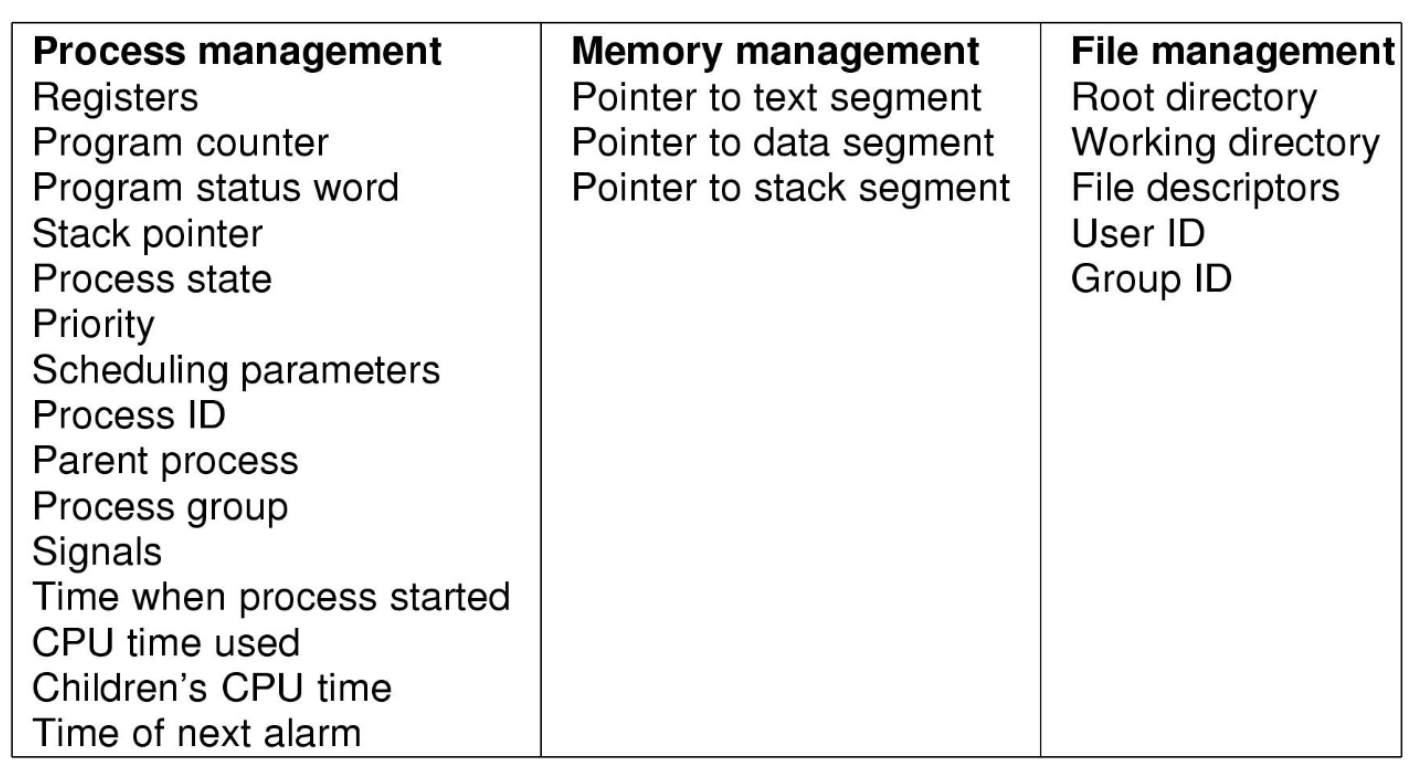 Process management
Registers
Program counter
Program status word
Stack pointer
Process state
Priority
Scheduling parameters
Process ID
Parent process
Process group
Signals
Time when process started
CPU time used
Children’s CPU time
Time of next alarm
Memory management
Pointer to text segment
Pointer to data segment
Pointer to stack segment
File management
Root directory
Working directory
File descriptors
User ID
Group ID